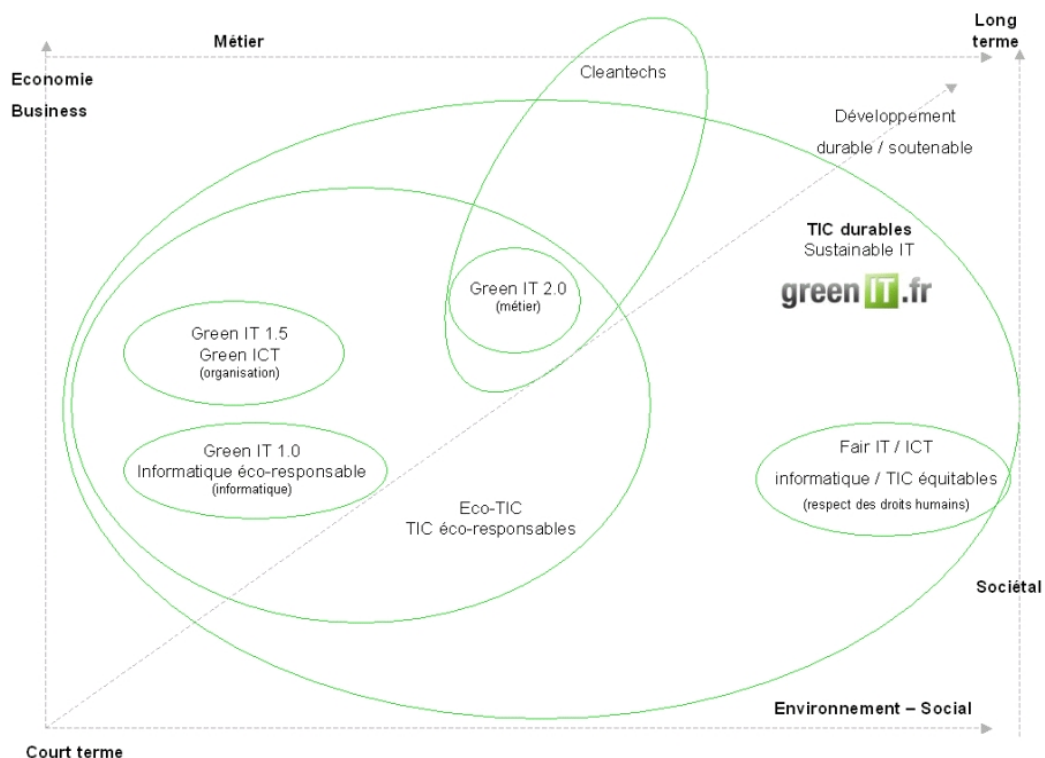 Métier
Long
terme
Economie
Business
Cleantechs
Développement
durable / soutenable
TIC durables
Sustainable IT
greenIT.fr
Green IT 2.0
(métier)
Green IT 1.5
Green ICT
(organisation)
Green IT 1.0
Informatique éco-responsable
(informatique)
Fair IT / ICT
informatique / TIC équitables
(respect des droits humains)
Eco-TIC
TIC éco-responsables
Sociétal
Environnement – Social
Court terme